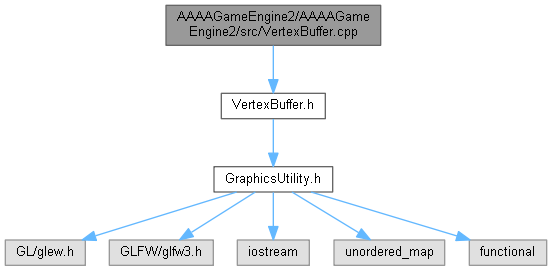 AAAAGameEngine2/AAAAGame
Engine2/src/VertexBuffer.cpp
VertexBuffer.h
GraphicsUtility.h
GL/glew.h
GLFW/glfw3.h
iostream
unordered_map
functional